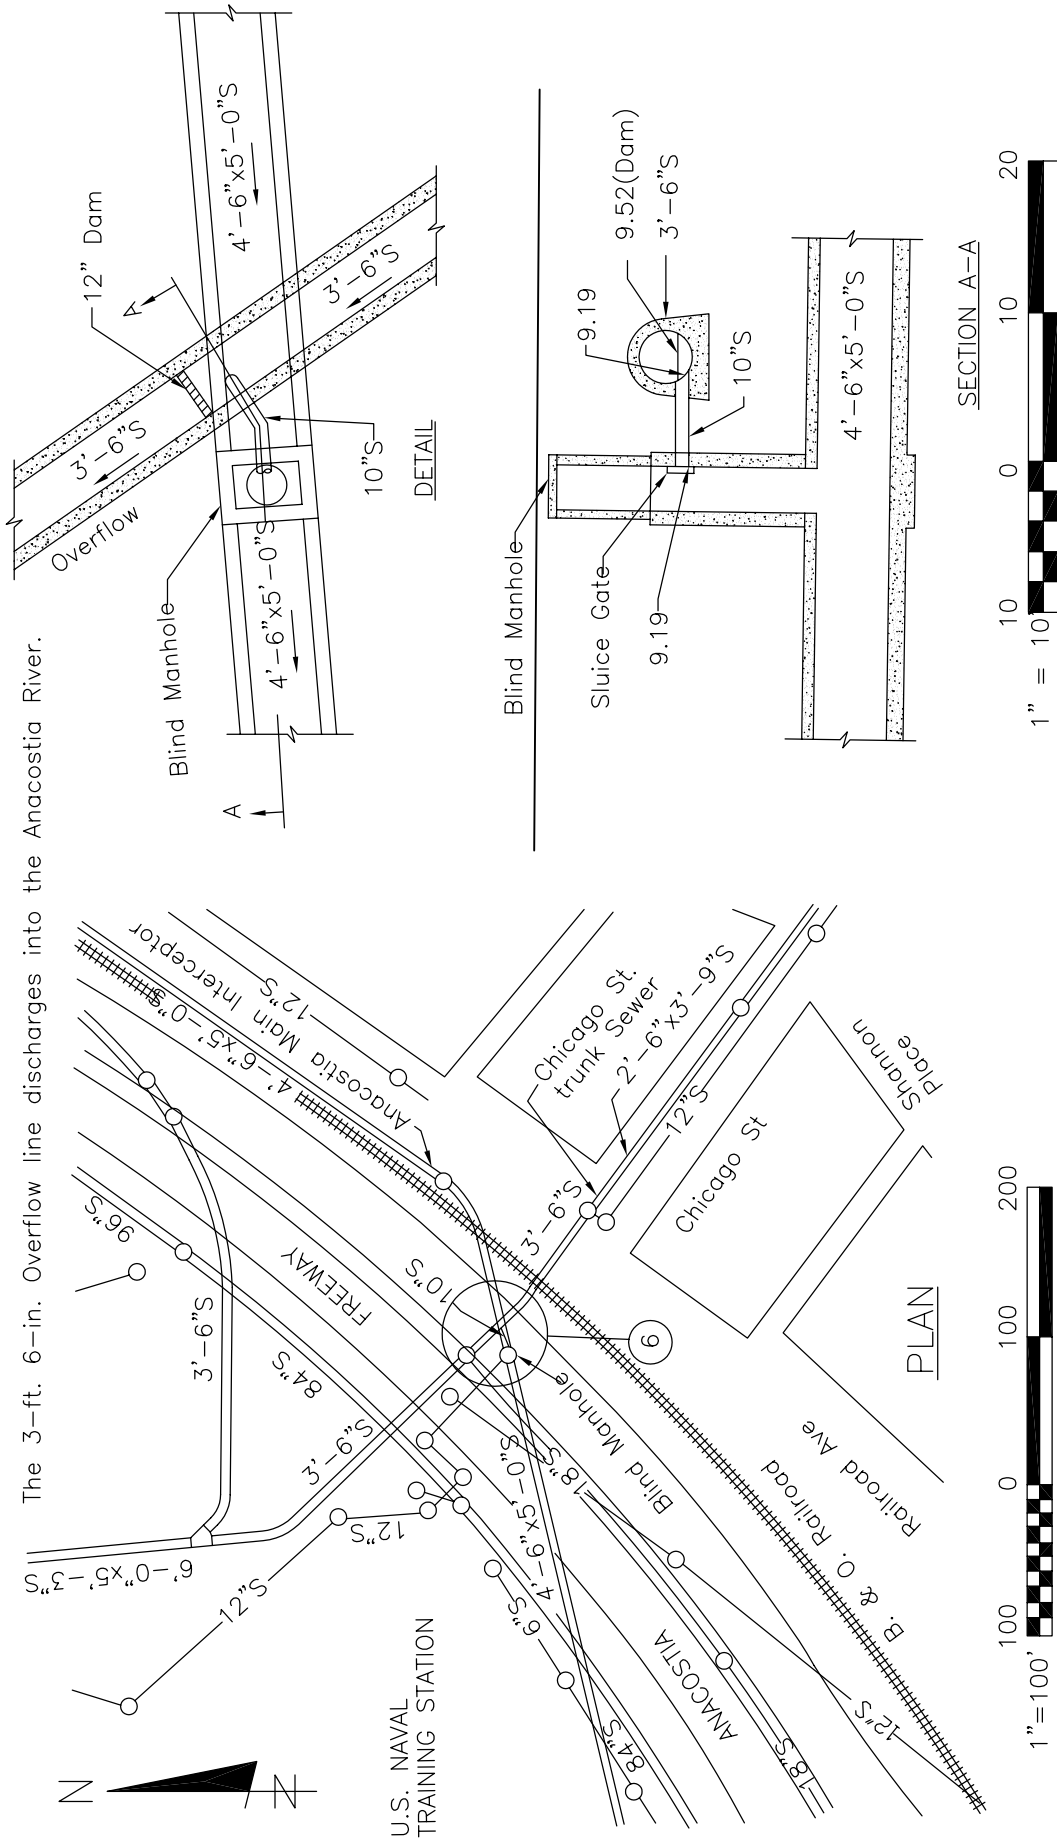 The 3-ft. 6-in. Overflow line discharges into the Anacostia River.
N
N
U.S. NAVAL
TRAINING STATION
6'-0"x5'-3"S
12"S
12"S
3'-9"S
3'-6"S
84"S
96"S
FREEWAY
10"S
6"S
4'-6"x5'-0"S
18"S
Blind Manhole
84"S
ANACOSTIA
18"S
12"S
6
B. & O. Railroad
Railroad Ave
4'-6"x5'-0"S
Anacostia Main Interceptor
12"S
3'-6"S
Chicago St.
trunk Sewer
2'-6"x3'-9"S
12"S
Chicago St
Shannon
Place
PLAN
1"=100'
100
0
100
200
Overflow
3'-6"S
12" Dam
A
4'-6"x5'-0"S
3'-6"S
Blind Manhole
4'-6"x5'-0"S
10"S
A
DETAIL
Blind Manhole
Sluice Gate
9.19
9.19
9.52(Dam)
3'-6"S
10"S
4'-6"x5'-0"S
SECTION A-A
1" = 10'
10
0
10
20